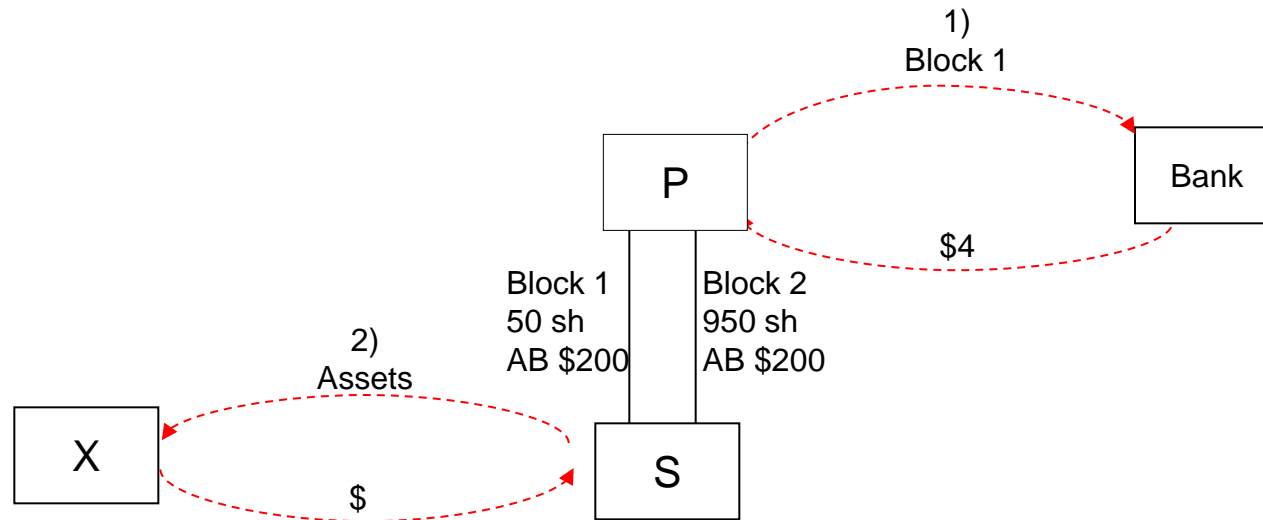 1)
Block 1
P
Bank
$4
Block 1
50 sh
AB $200
Block 2
950 sh
AB $200
2)
Assets
X
S
$